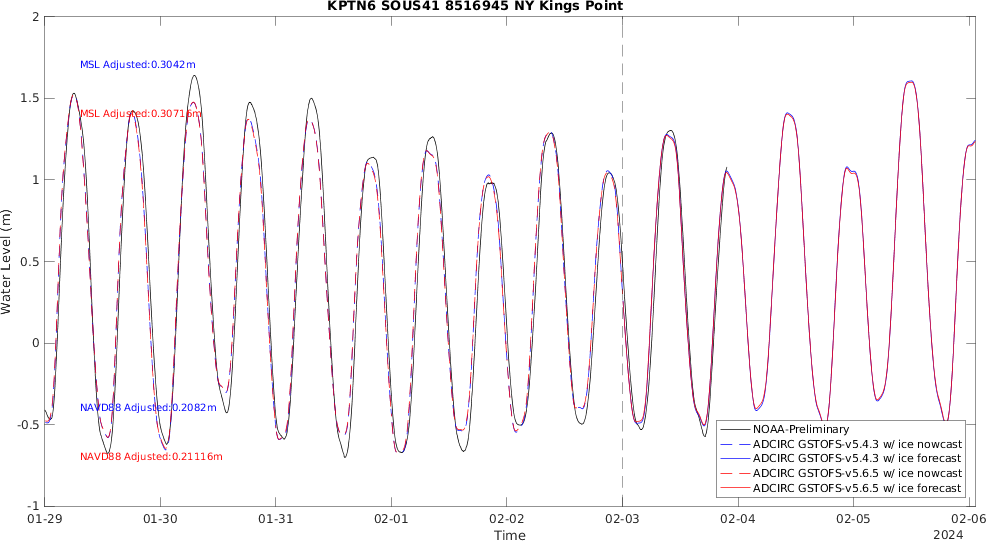 KPTN6 SOUS41 8516945 NY Kings Point
2
1.5
1
0.5
0
-0.5
-1
Water Level (m)
MSL Adjusted:0.3042m
MSL Adjusted:0.30716m
NAVD88 Adjusted:0.2082m
NAVD88 Adjusted:0.21116m
NOAA-Preliminary
ADCIRC GSTOFS-v5.4.3 w/ ice nowcast
ADCIRC GSTOFS-v5.4.3 w/ ice forecast
ADCIRC GSTOFS-v5.6.5 w/ ice nowcast
ADCIRC GSTOFS-v5.6.5 w/ ice forecast
01-29 01-30 01-31 02-01 02-02 02-03 02-04 02-05 02-06
Time
2024